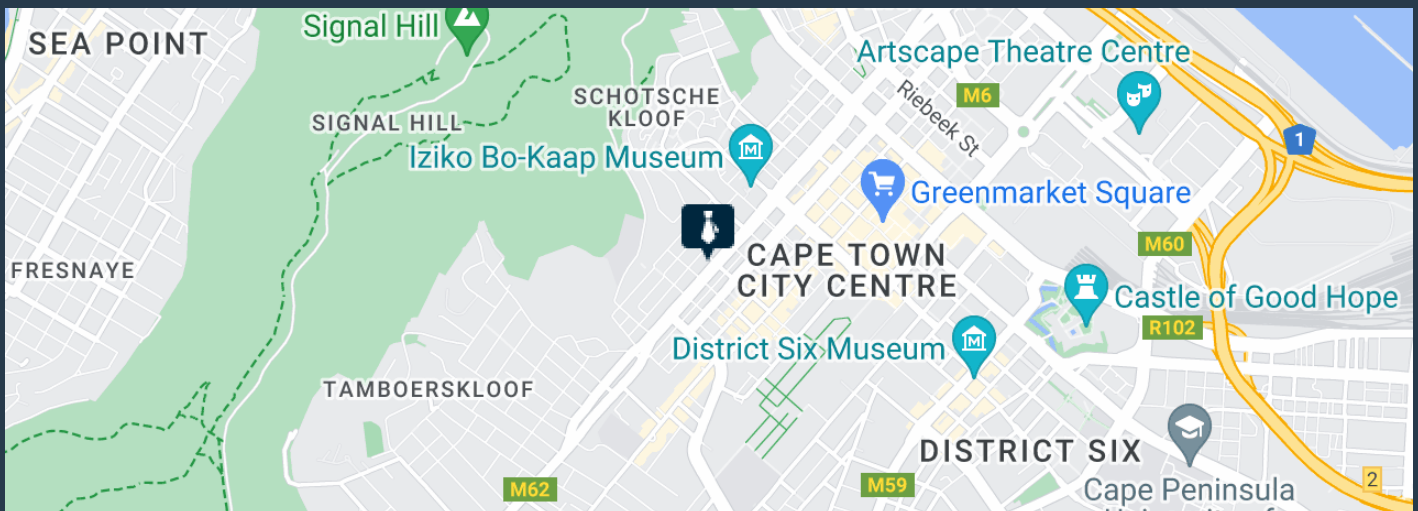 Signal Hill
SEA POINT
Artscape Theatre Centre
M6
Riebeek St
SCHOTSCHE
KLOOF
SIGNAL HILL
Iziko Bo-Kaap Museum
M
1
Greenmarket Square
M60
CAPE TOWN
CITY CENTRE
FRESNAYE
Castle of Good Hope
R102
District Six Museum
M
TAMBOERSKLOOF
DISTRICT SIX
M62
M59
2
Cape Peninsula